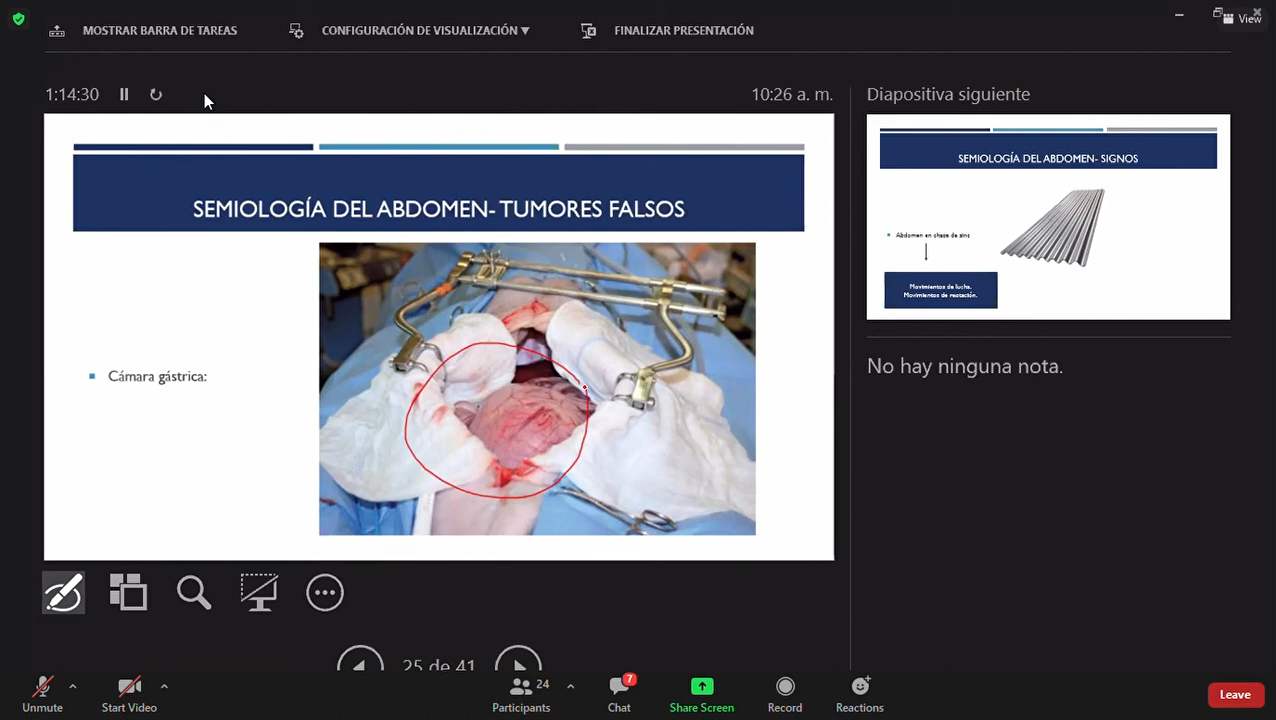 MOSTRAR BARRA DE TAREAS
CONFIGURACIÓN DE VISUALIZACIÓN ▼
FINALIZAR PRESENTACIÓN
View
1:14:30
10:26 a. m.
Diapositiva siguiente
SEMIOLOGÍA DEL ABDOMEN- TUMORES FALSOS
Cámara gástrica:
SEMIOLOGÍA DEL ABDOMEN- SIGNOS
Abdomen en chase de zinc
Movimientos de lucha.
Movimientos de reptación.
No hay ninguna nota.
25 de 41
Unmute
Start Video
24
Participants
7
Chat
Share Screen
Record
Reactions
Leave